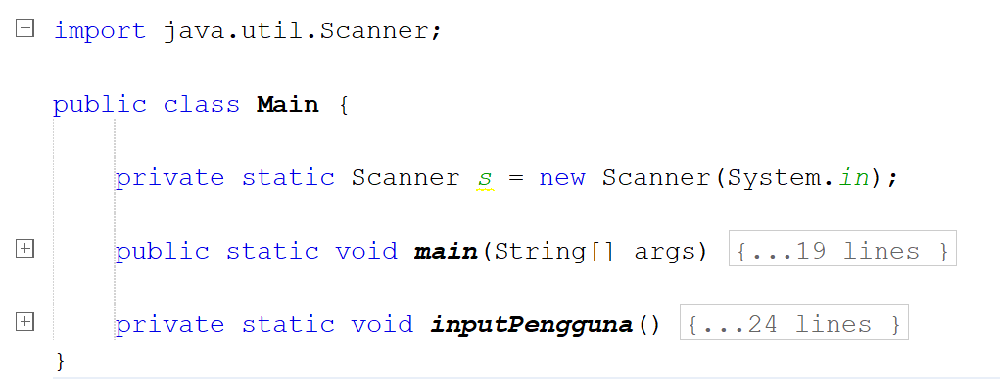 import java.util.Scanner;
public class Main {
private static Scanner s = new Scanner(System.in);
public static void main(String[] args) {...19 lines }
private static void inputPengguna() {...24 lines }
}